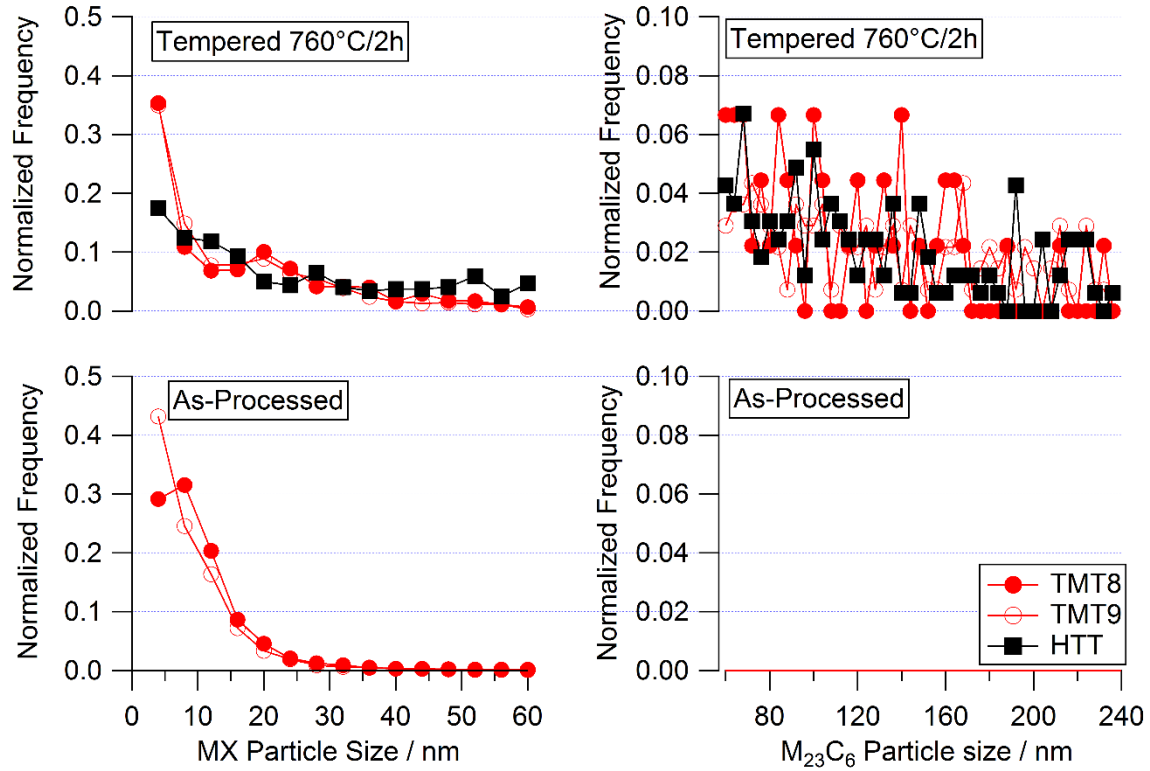 0.5
0.4
0.3
0.2
0.1
0.0
Normalized Frequency
Tempered 760°C/2h
0.10
0.08
0.06
0.04
0.02
0.00
Normalized Frequency
Tempered 760°C/2h
0.5
0.4
0.3
0.2
0.1
0.0
Normalized Frequency
As-Processed
0 10 20 30 40 50 60
MX Particle Size / nm
0.10
0.08
0.06
0.04
0.02
0.00
Normalized Frequency
As-Processed
TMT8
TMT9
HTT
80 120 160 200 240
M₂₃C₆ Particle size / nm